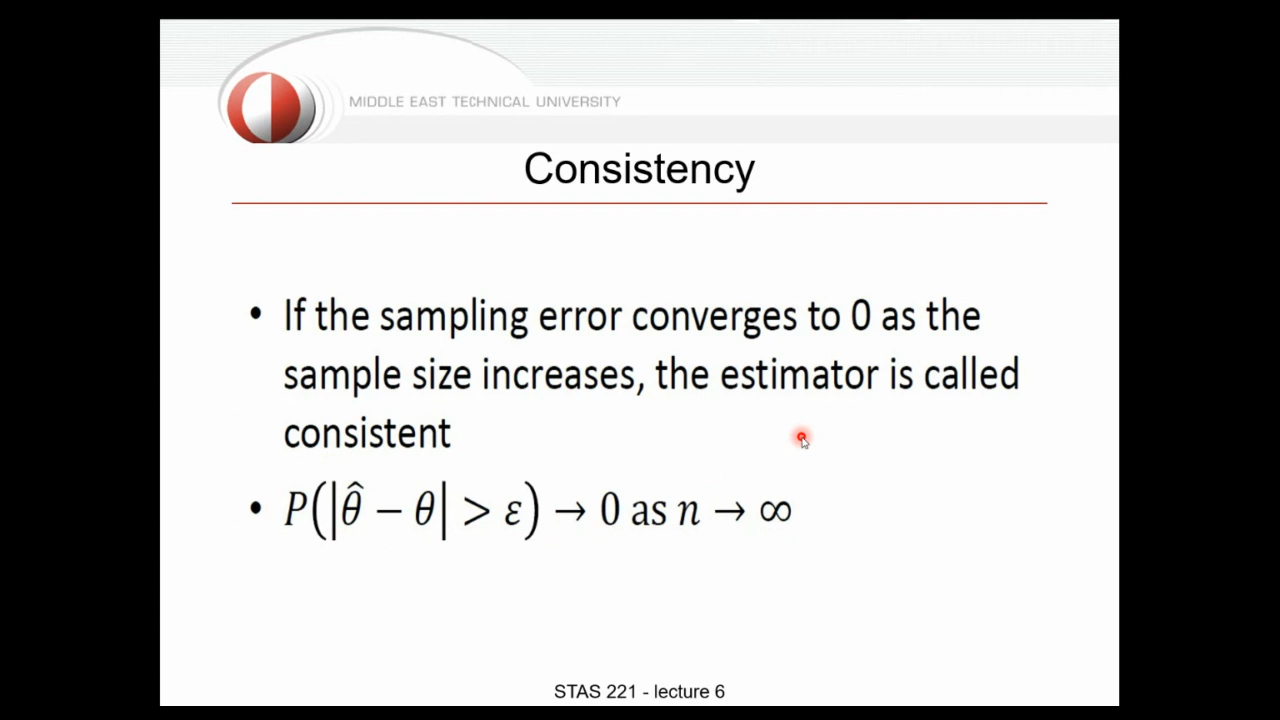 MIDDLE EAST TECHNICAL UNIVERSITY
Consistency
• If the sampling error converges to 0 as the
sample size increases, the estimator is called
consistent
• P(|θ̂ − θ| > ε) → 0 as n → ∞
STAS 221 - lecture 6